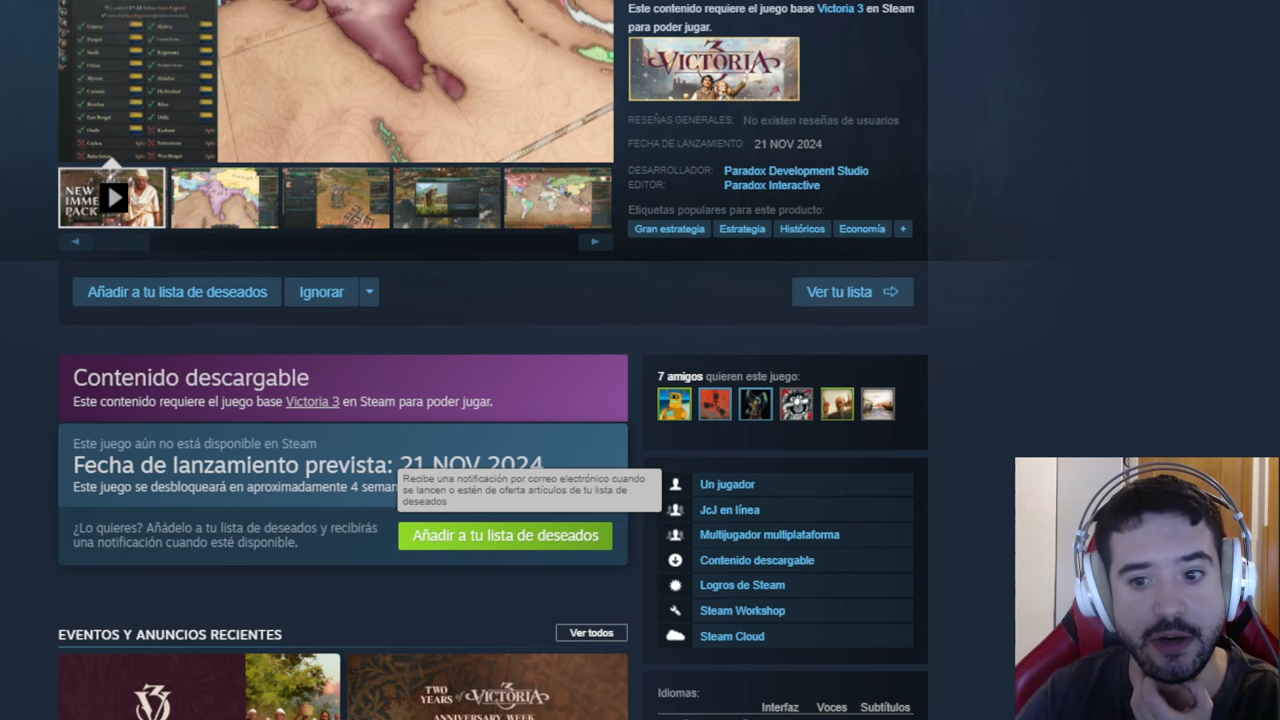 Este contenido requiere el juego base Victoria 3 en Steam
para poder jugar.
VICTORIA 3
RESEÑAS GENERALES: No existen reseñas de usuarios
FECHA DE LANZAMIENTO: 21 NOV 2024
DESARROLLADOR: Paradox Development Studio
EDITOR: Paradox Interactive
Etiquetas populares para este producto:
Gran estrategia Estrategia Históricos Economía +
NEW
IMME
PACK
Añadir a tu lista de deseados Ignorar
Ver tu lista
Contenido descargable
Este contenido requiere el juego base Victoria 3 en Steam para poder jugar.
Este juego aún no está disponible en Steam
Fecha de lanzamiento prevista: 21 NOV 2024
Este juego se desbloqueará en aproximadamente 4 seman
Recibe una notificación por correo electrónico cuando
se lancen o estén de oferta artículos de tu lista de
deseados
¿Lo quieres? Añádelo a tu lista de deseados y recibirás
una notificación cuando esté disponible.
Añadir a tu lista de deseados
7 amigos quieren este juego:
Un jugador
JcJ en línea
Multijugador multiplataforma
Contenido descargable
Logros de Steam
Steam Workshop
Steam Cloud
EVENTOS Y ANUNCIOS RECIENTES
Ver todos
TWO
YEARS of VICTORIA 3
ANNIVERSARY WEEK
Idiomas:
Interfaz Voces Subtítulos